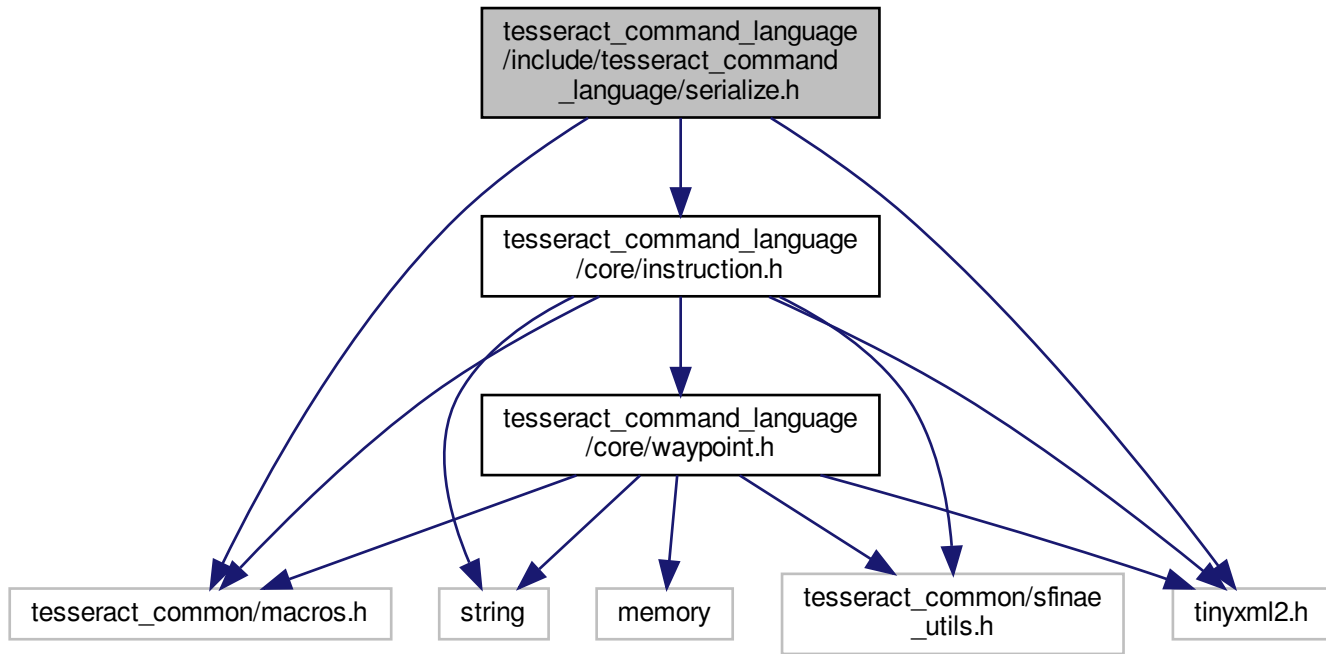 tesseract_command_language
/include/tesseract_command
_language/serialize.h
tesseract_command_language
/core/instruction.h
tesseract_command_language
/core/waypoint.h
tesseract_common/macros.h
string
memory
tesseract_common/sfinae
_utils.h
tinyxml2.h